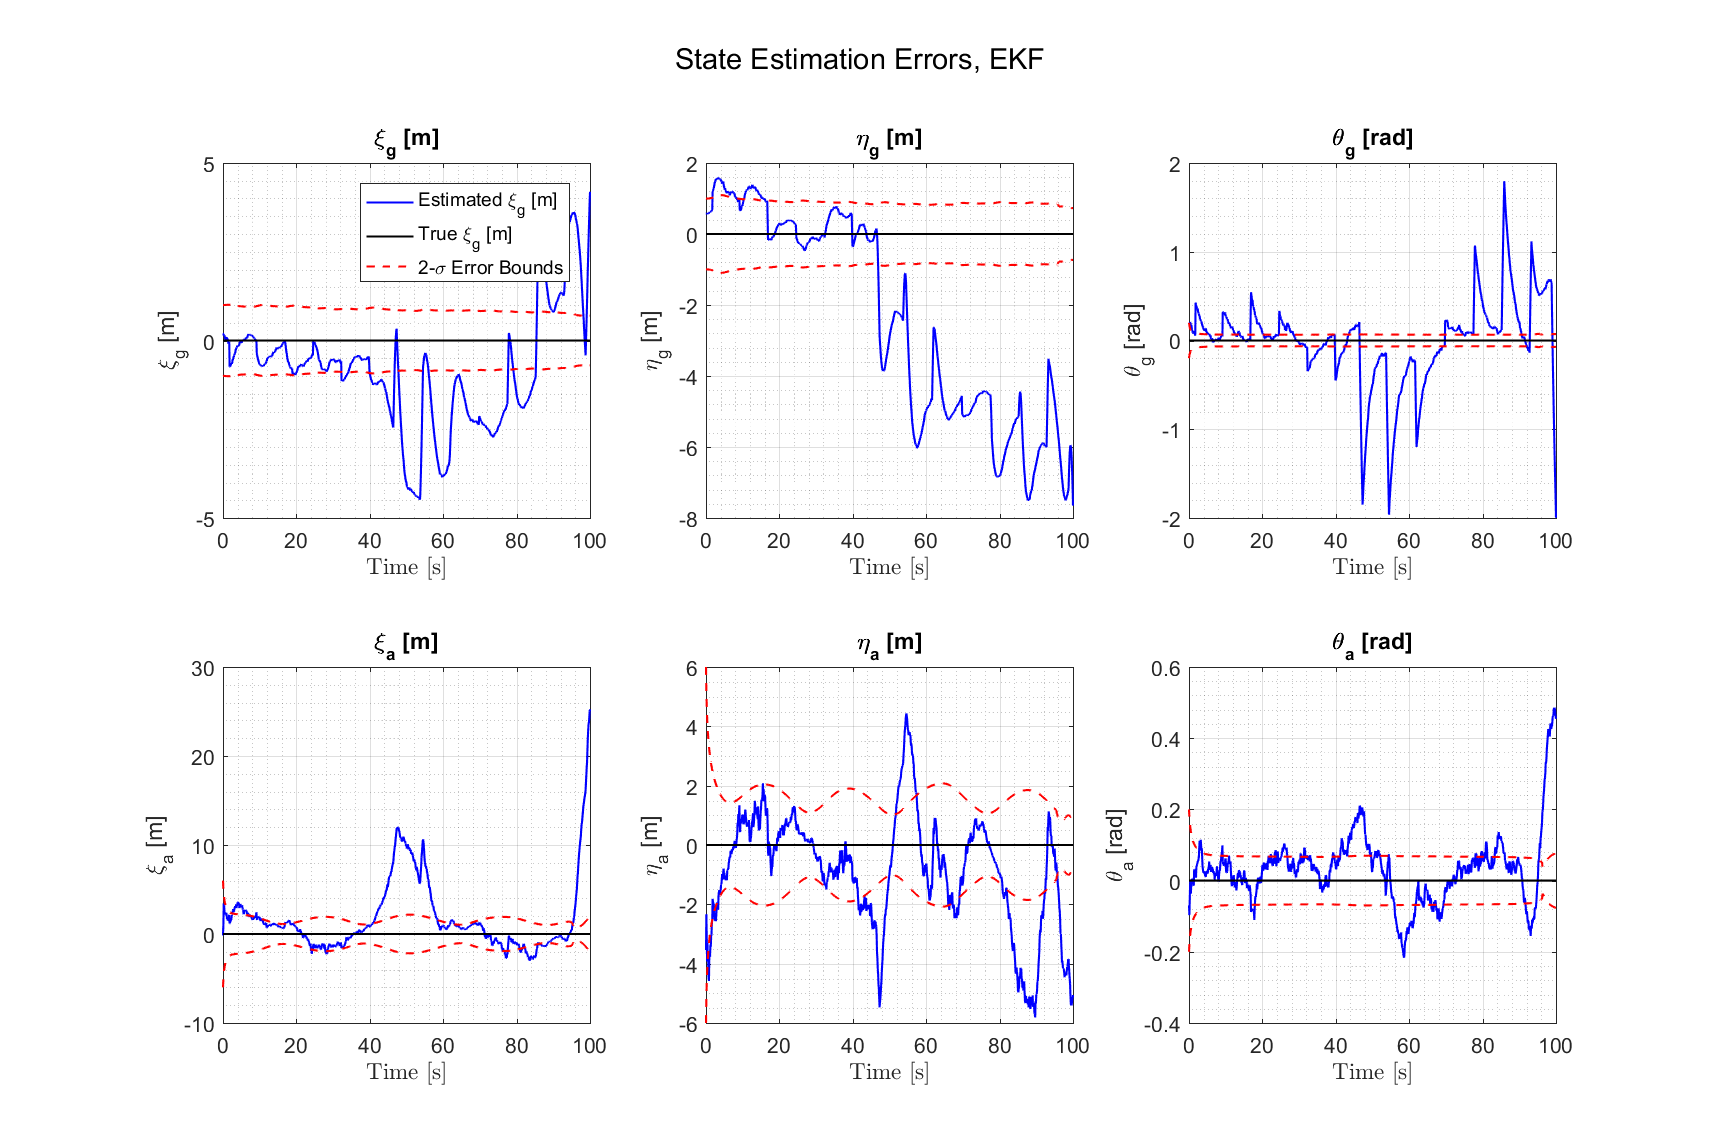 State Estimation Errors, EKF
ξg [m]
5
0
-5
ξg [m]
0 20 40 60 80 100
Time [s]
Estimated ξg [m]
True ξg [m]
2-σ Error Bounds
ηg [m]
2
0
-2
-4
-6
-8
ηg [m]
0 20 40 60 80 100
Time [s]
θg [rad]
2
1
0
-1
-2
θg [rad]
0 20 40 60 80 100
Time [s]
ξa [m]
30
20
10
0
-10
ξa [m]
0 20 40 60 80 100
Time [s]
ηa [m]
6
4
2
0
-2
-4
-6
ηa [m]
0 20 40 60 80 100
Time [s]
θa [rad]
0.6
0.4
0.2
0
-0.2
-0.4
θa [rad]
0 20 40 60 80 100
Time [s]